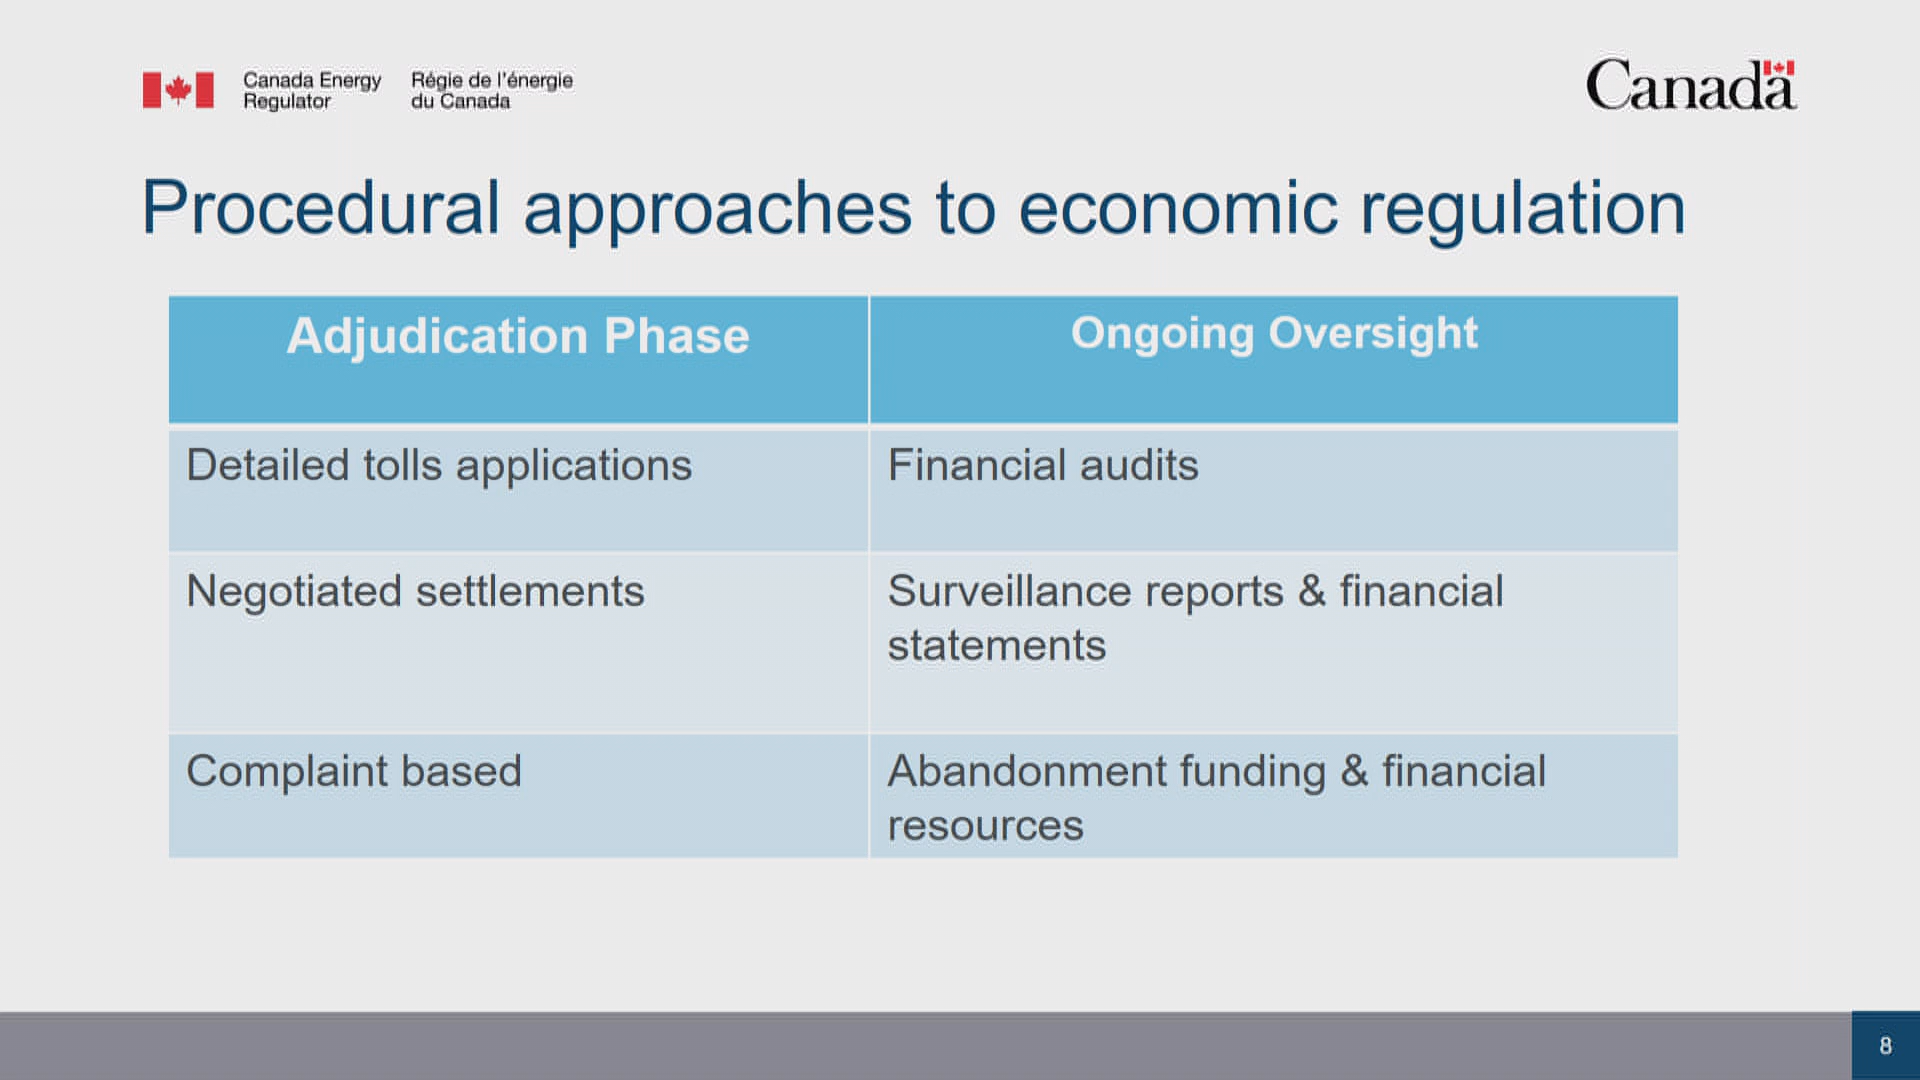 Canada Energy
Regulator
Régie de l'énergie
du Canada
Canada
Procedural approaches to economic regulation
Adjudication Phase
Ongoing Oversight
Detailed tolls applications
Financial audits
Negotiated settlements
Surveillance reports & financial
statements
Complaint based
Abandonment funding & financial
resources
8